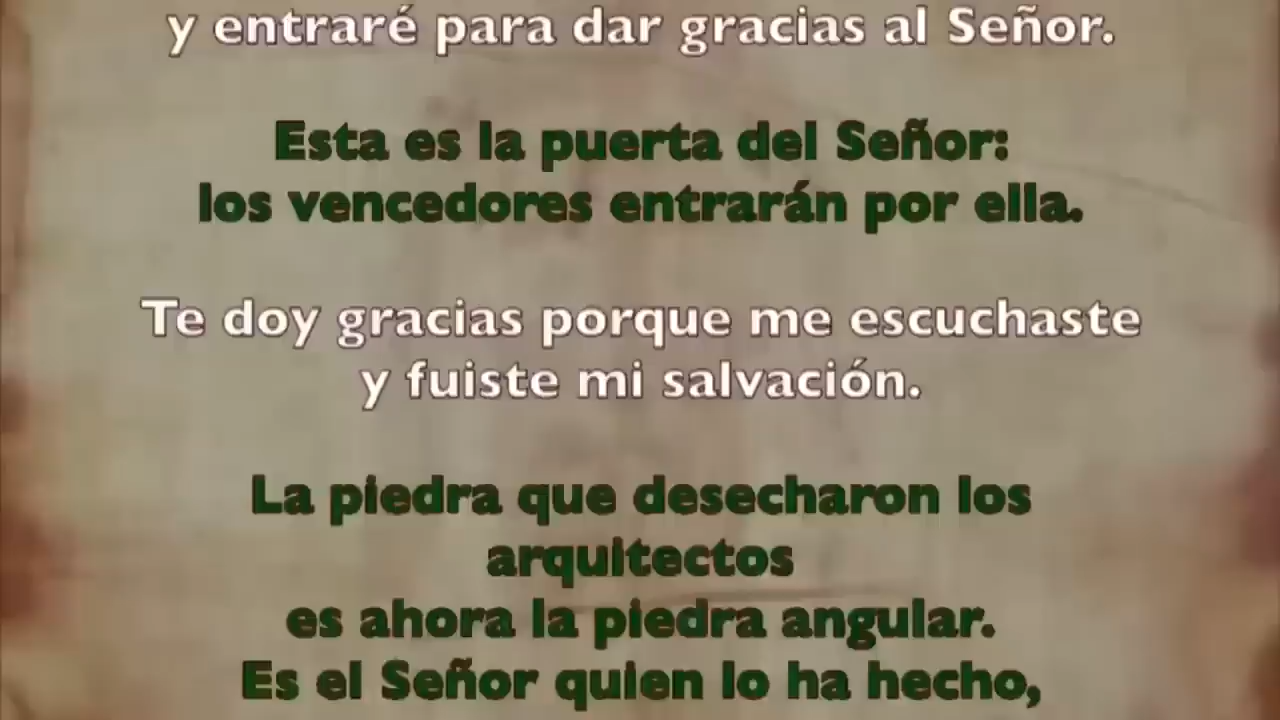 y entraré para dar gracias al Señor.
Esta es la puerta del Señor:
los vencedores entrarán por ella.
Te doy gracias porque me escuchaste
y fuiste mi salvación.
La piedra que desecharon los
arquitectos
es ahora la piedra angular.
Es el Señor quien lo ha hecho,